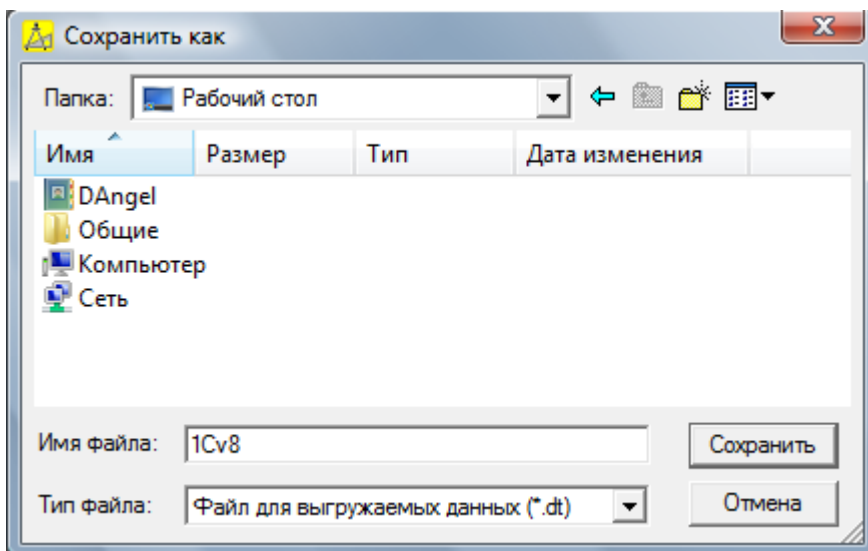 Сохранить как
Папка: Рабочий стол
Имя Размер Тип Дата изменения
DAngel
Общие
Компьютер
Сеть
Имя файла: 1Cv8 Сохранить
Тип файла: Файл для выгружаемых данных (*.dt) Отмена